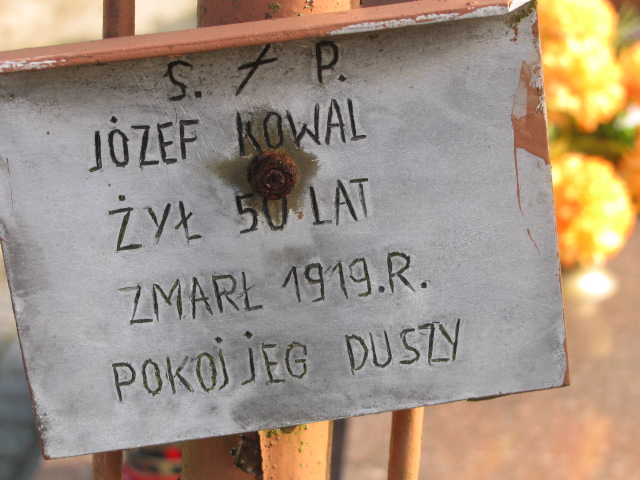 S. † P.
JÓZEF KOWAL
ŻYŁ 50 LAT
ZMARŁ 1919.R.
POKOJ JEG DUSZY